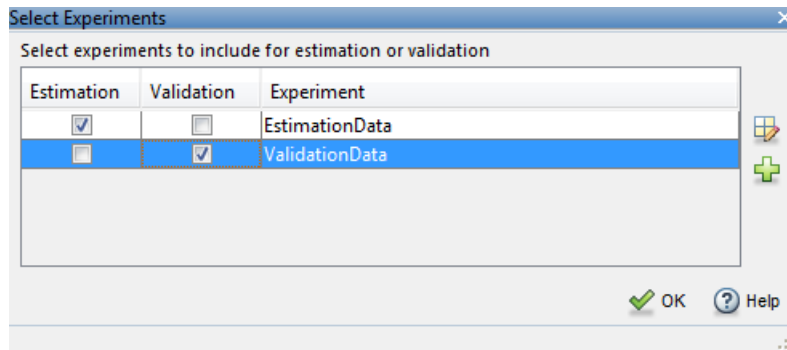 Select Experiments
Select experiments to include for estimation or validation
Estimation Validation Experiment
EstimationData
ValidationData
OK Help